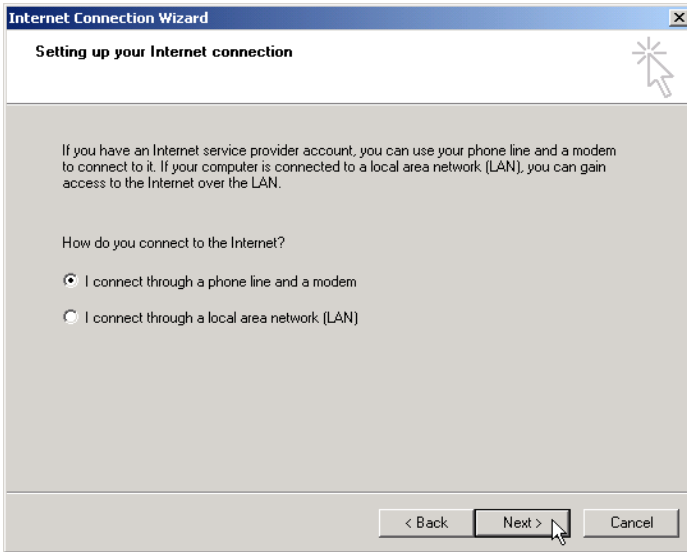 Internet Connection Wizard
Setting up your Internet connection
If you have an Internet service provider account, you can use your phone line and a modem
to connect to it. If your computer is connected to a local area network (LAN), you can gain
access to the Internet over the LAN.
How do you connect to the Internet?
I connect through a phone line and a modem
I connect through a local area network (LAN)
< Back Next > Cancel